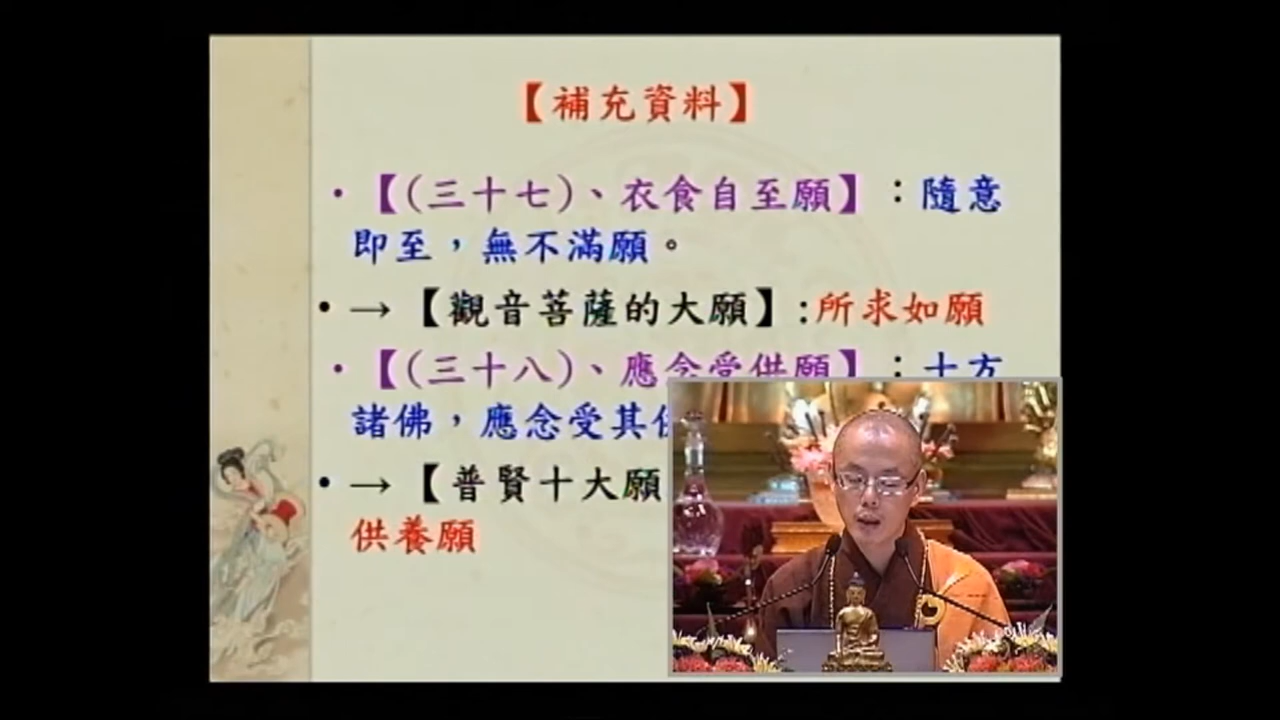 【補充資料】
•【(三十七)、衣食自至願】：隨意
即至，無不滿願。
•→【觀音菩薩的大願】:所求如願
•【(三十八)、應念受供願】：十方
諸佛，應念受其
•→【普賢十大願
供養願